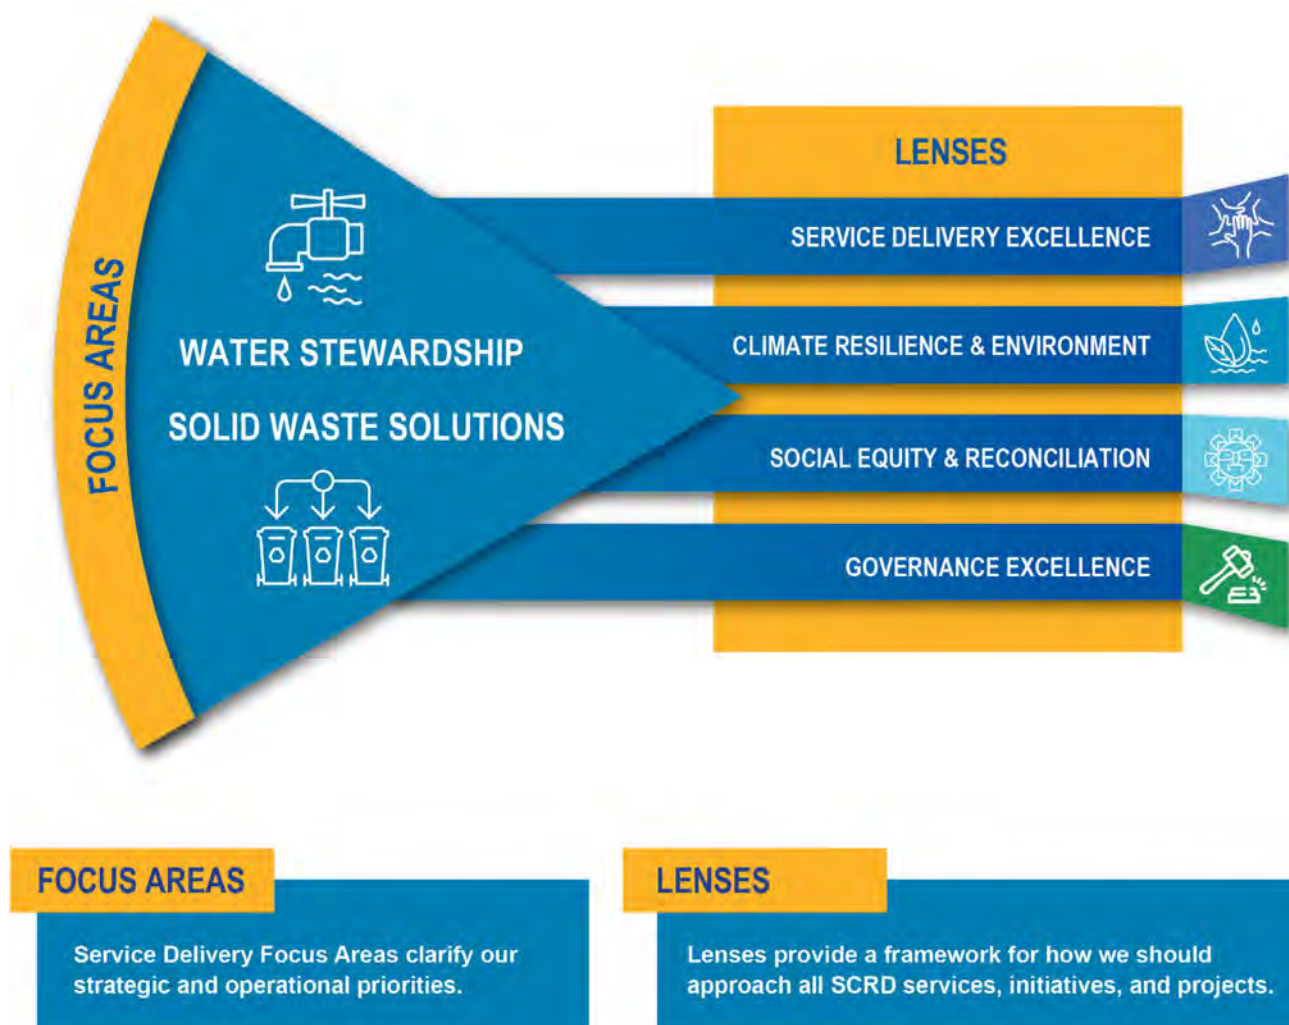 FOCUS AREAS
WATER STEWARDSHIP
SOLID WASTE SOLUTIONS
LENSES
SERVICE DELIVERY EXCELLENCE
CLIMATE RESILIENCE & ENVIRONMENT
SOCIAL EQUITY & RECONCILIATION
GOVERNANCE EXCELLENCE
FOCUS AREAS
Service Delivery Focus Areas clarify our
strategic and operational priorities.
LENSES
Lenses provide a framework for how we should
approach all SCRD services, initiatives, and projects.